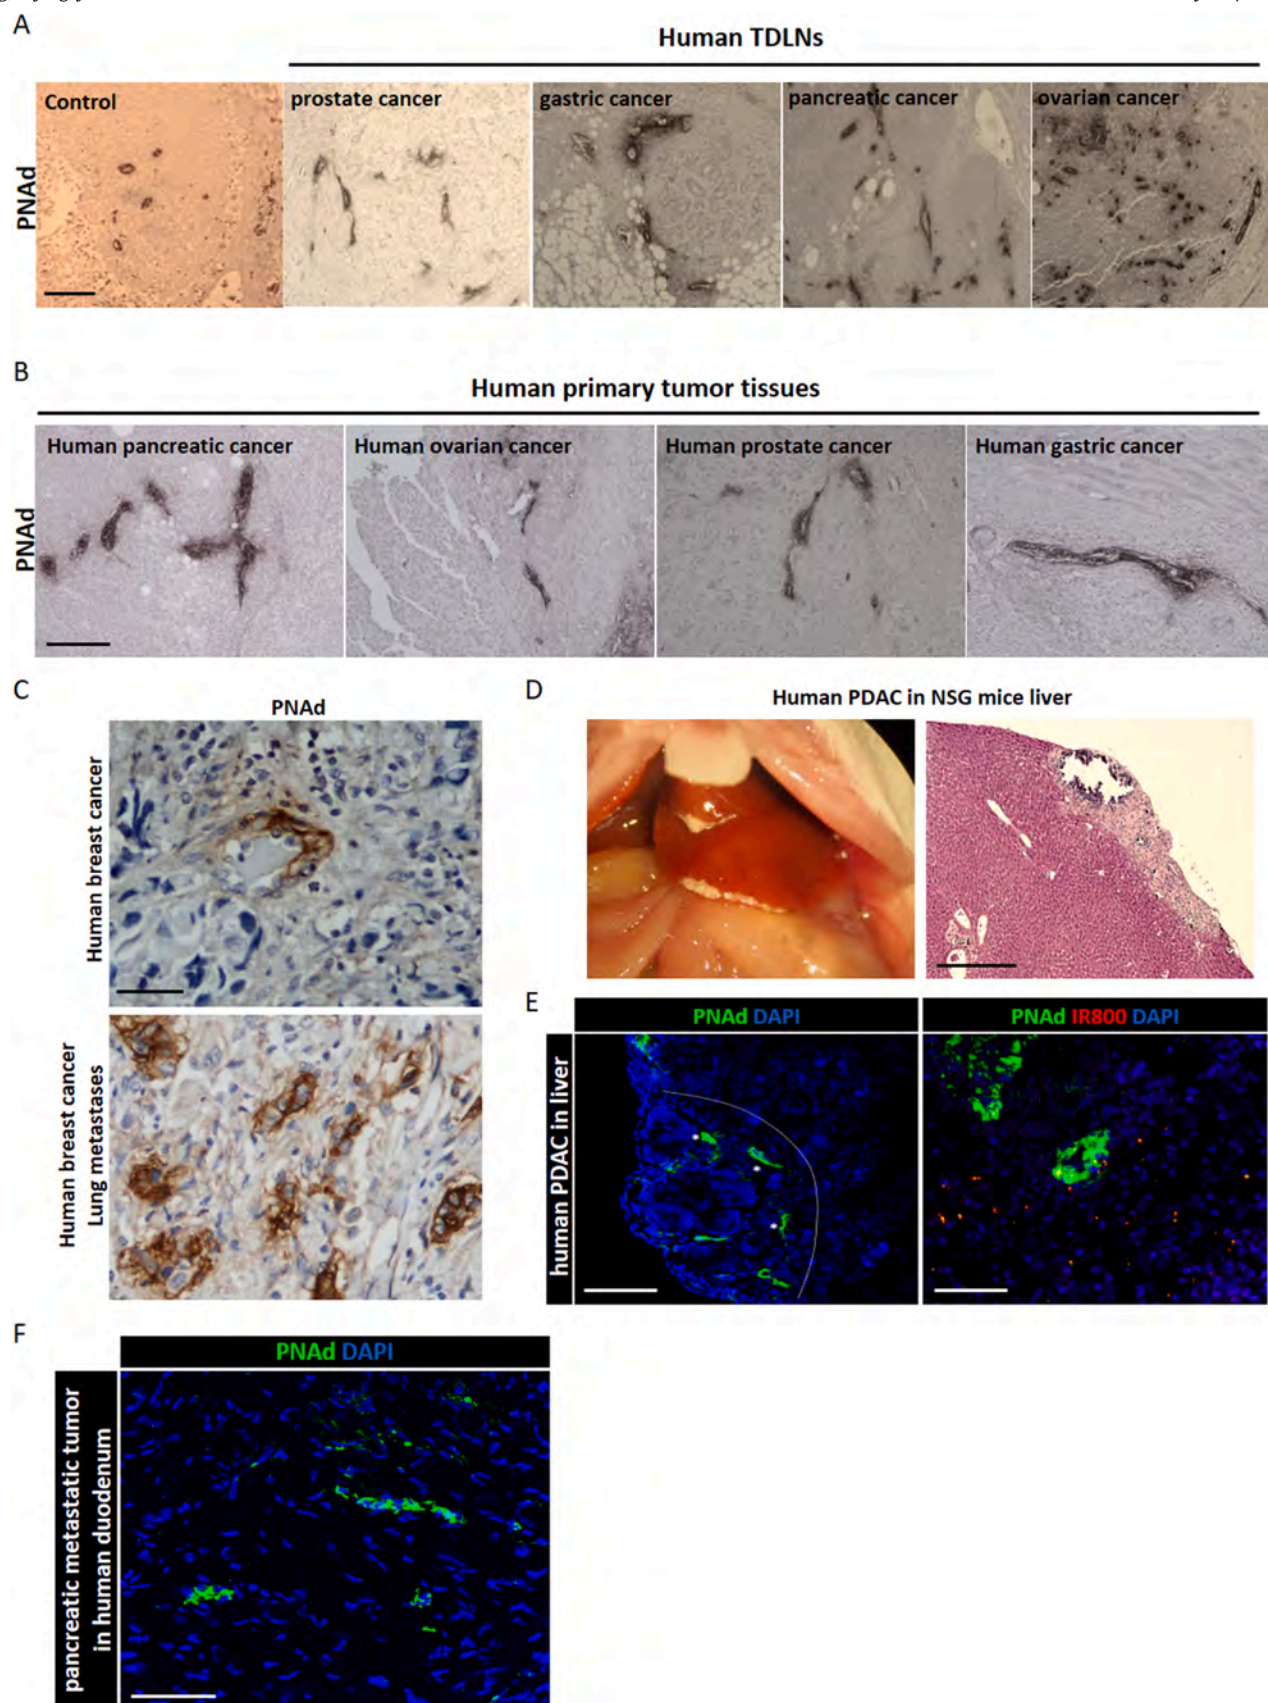 A
Human TDLNs
Control
prostate cancer
gastric cancer
pancreatic cancer
ovarian cancer
PNAd
B
Human primary tumor tissues
Human pancreatic cancer
Human ovarian cancer
Human prostate cancer
Human gastric cancer
PNAd
C
PNAd
Human breast cancer
Human breast cancer
Lung metastases
D
Human PDAC in NSG mice liver
E
PNAd DAPI
PNAd IR800 DAPI
human PDAC in liver
F
PNAd DAPI
pancreatic metastatic tumor
in human duodenum